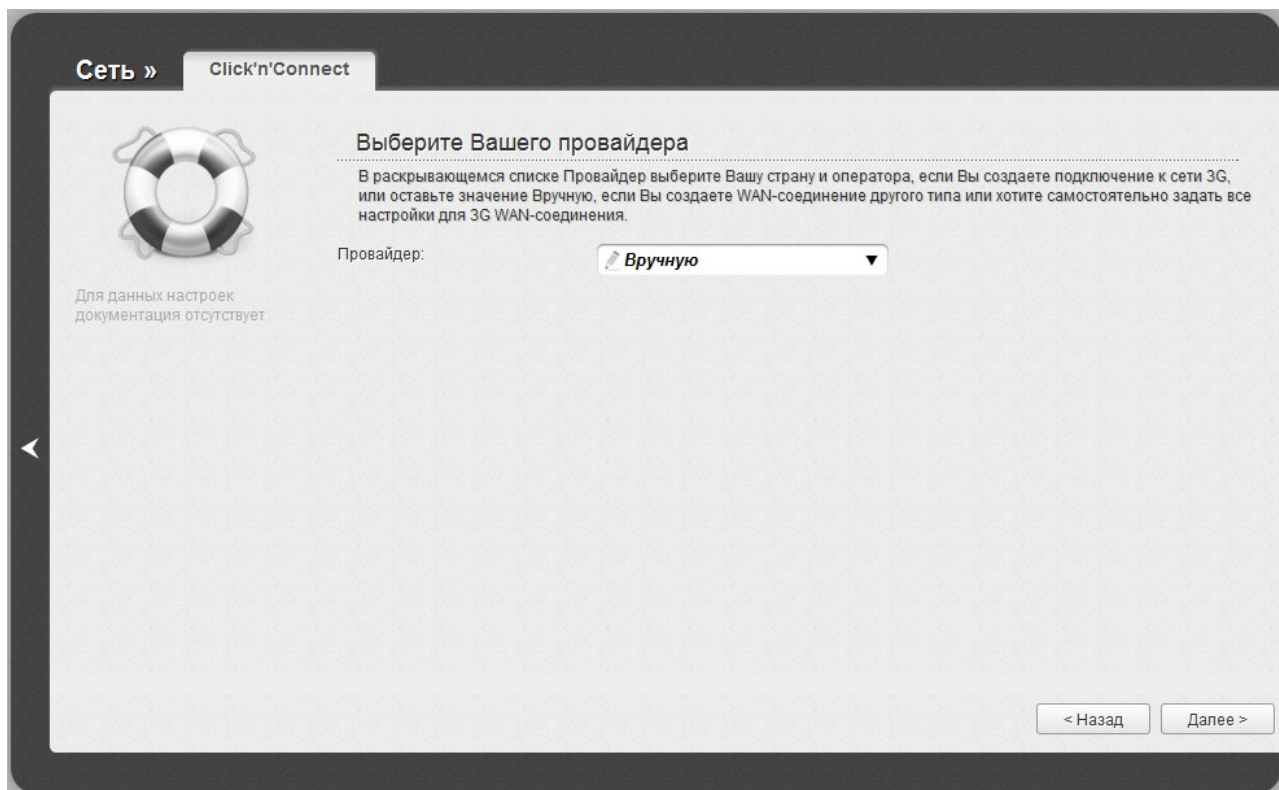 Сеть »
Click'n'Connect
Выберите Вашего провайдера
В раскрывающемся списке Провайдер выберите Вашу страну и оператора, если Вы создаете подключение к сети 3G,
или оставьте значение Вручную, если Вы создаете WAN-соединение другого типа или хотите самостоятельно задать все
настройки для 3G WAN-соединения.
Провайдер:
Вручную
Для данных настроек
документация отсутствует
< Назад
Далее >